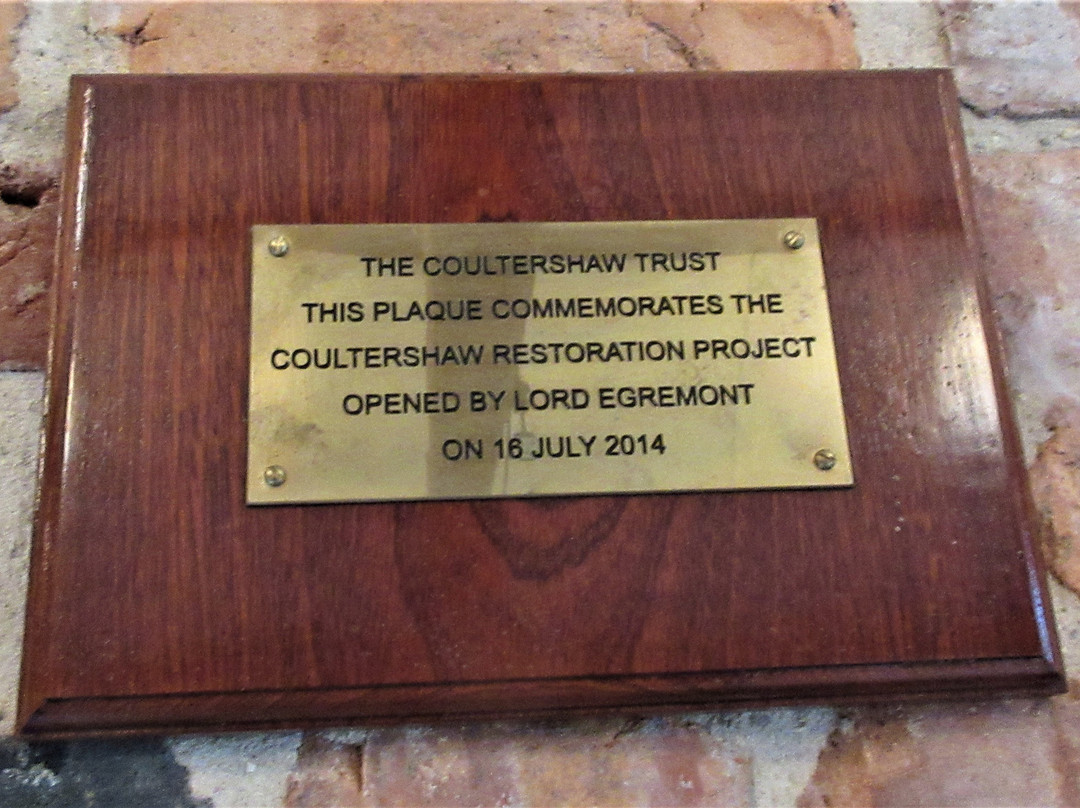 THE COULTERSHAW TRUST
THIS PLAQUE COMMEMORATES THE
COULTERSHAW RESTORATION PROJECT
OPENED BY LORD EGREMONT
ON 16 JULY 2014